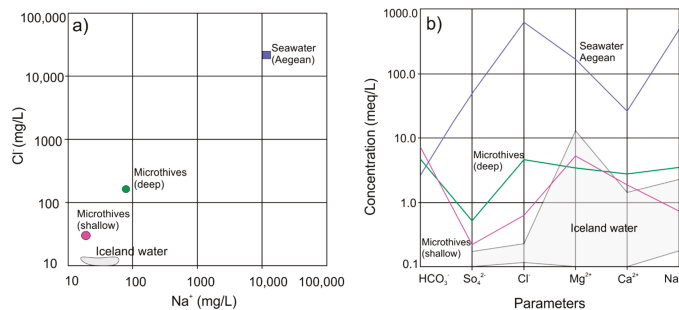 a)
Cl⁻ (mg/L)
100,000
10,000
1000
100
10
Seawater
(Aegean)
Microthives
(deep)
Microthives
(shallow)
Iceland water
10
100
1000
10,000
100,000
Na⁺ (mg/L)
b)
Concentration (meq/L)
1000.0
100.0
10.0
1.0
0.1
Seawater
Aegean
Microthives
(deep)
Microthives
(shallow)
Iceland water
HCO₃⁻
So₄²⁻
Cl⁻
Mg²⁺
Ca²⁺
Na
Parameters